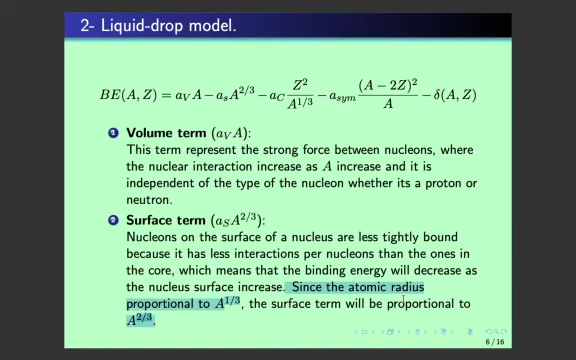 2- Liquid-drop model.
BE(A, Z) = a_V A − a_s A^{2/3} − a_C \frac{Z^2}{A^{1/3}} − a_{sym} \frac{(A − 2Z)^2}{A} − δ(A, Z)
1 Volume term (a_V A):
This term represent the strong force between nucleons, where
the nuclear interaction increase as A increase and it is
independent of the type of the nucleon whether its a proton or
neutron.
2 Surface term (a_S A^{2/3}):
Nucleons on the surface of a nucleus are less tightly bound
because it has less interactions per nucleons than the ones in
the core, which means that the binding energy will decrease as
the nucleus surface increase. Since the atomic radius
proportional to A^{1/3}, the surface term will be proportional to
A^{2/3}.
6 / 16